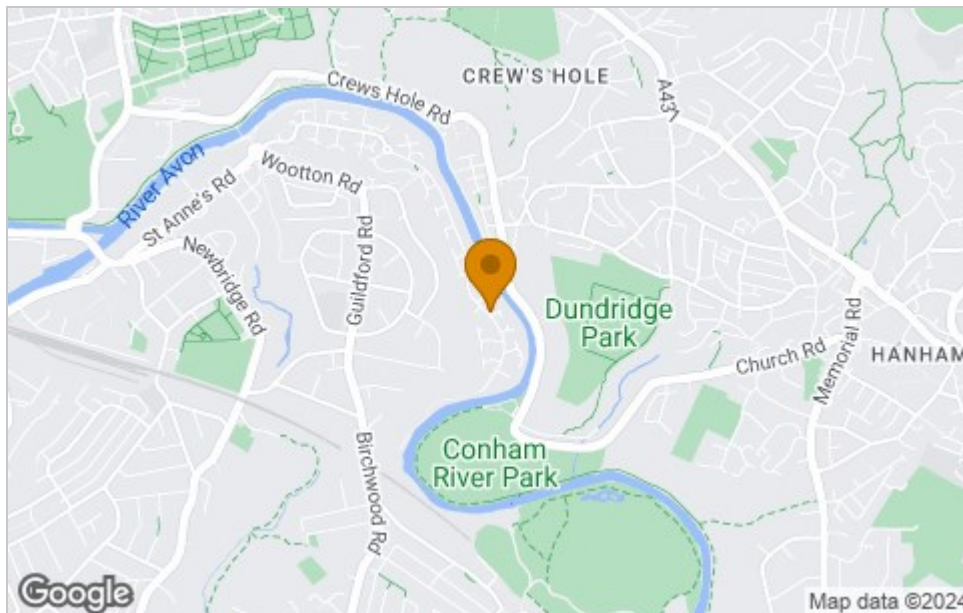 CREW'S HOLE
Crews Hole Rd
A431
River Avon
Wootton Rd
St Anne's Rd
Newbridge Rd
Guildford Rd
Dundridge
Park
Church Rd
Memorial Rd
HANHAM
Birchwood Rd
Conham
River Park
Google
Map data ©2024